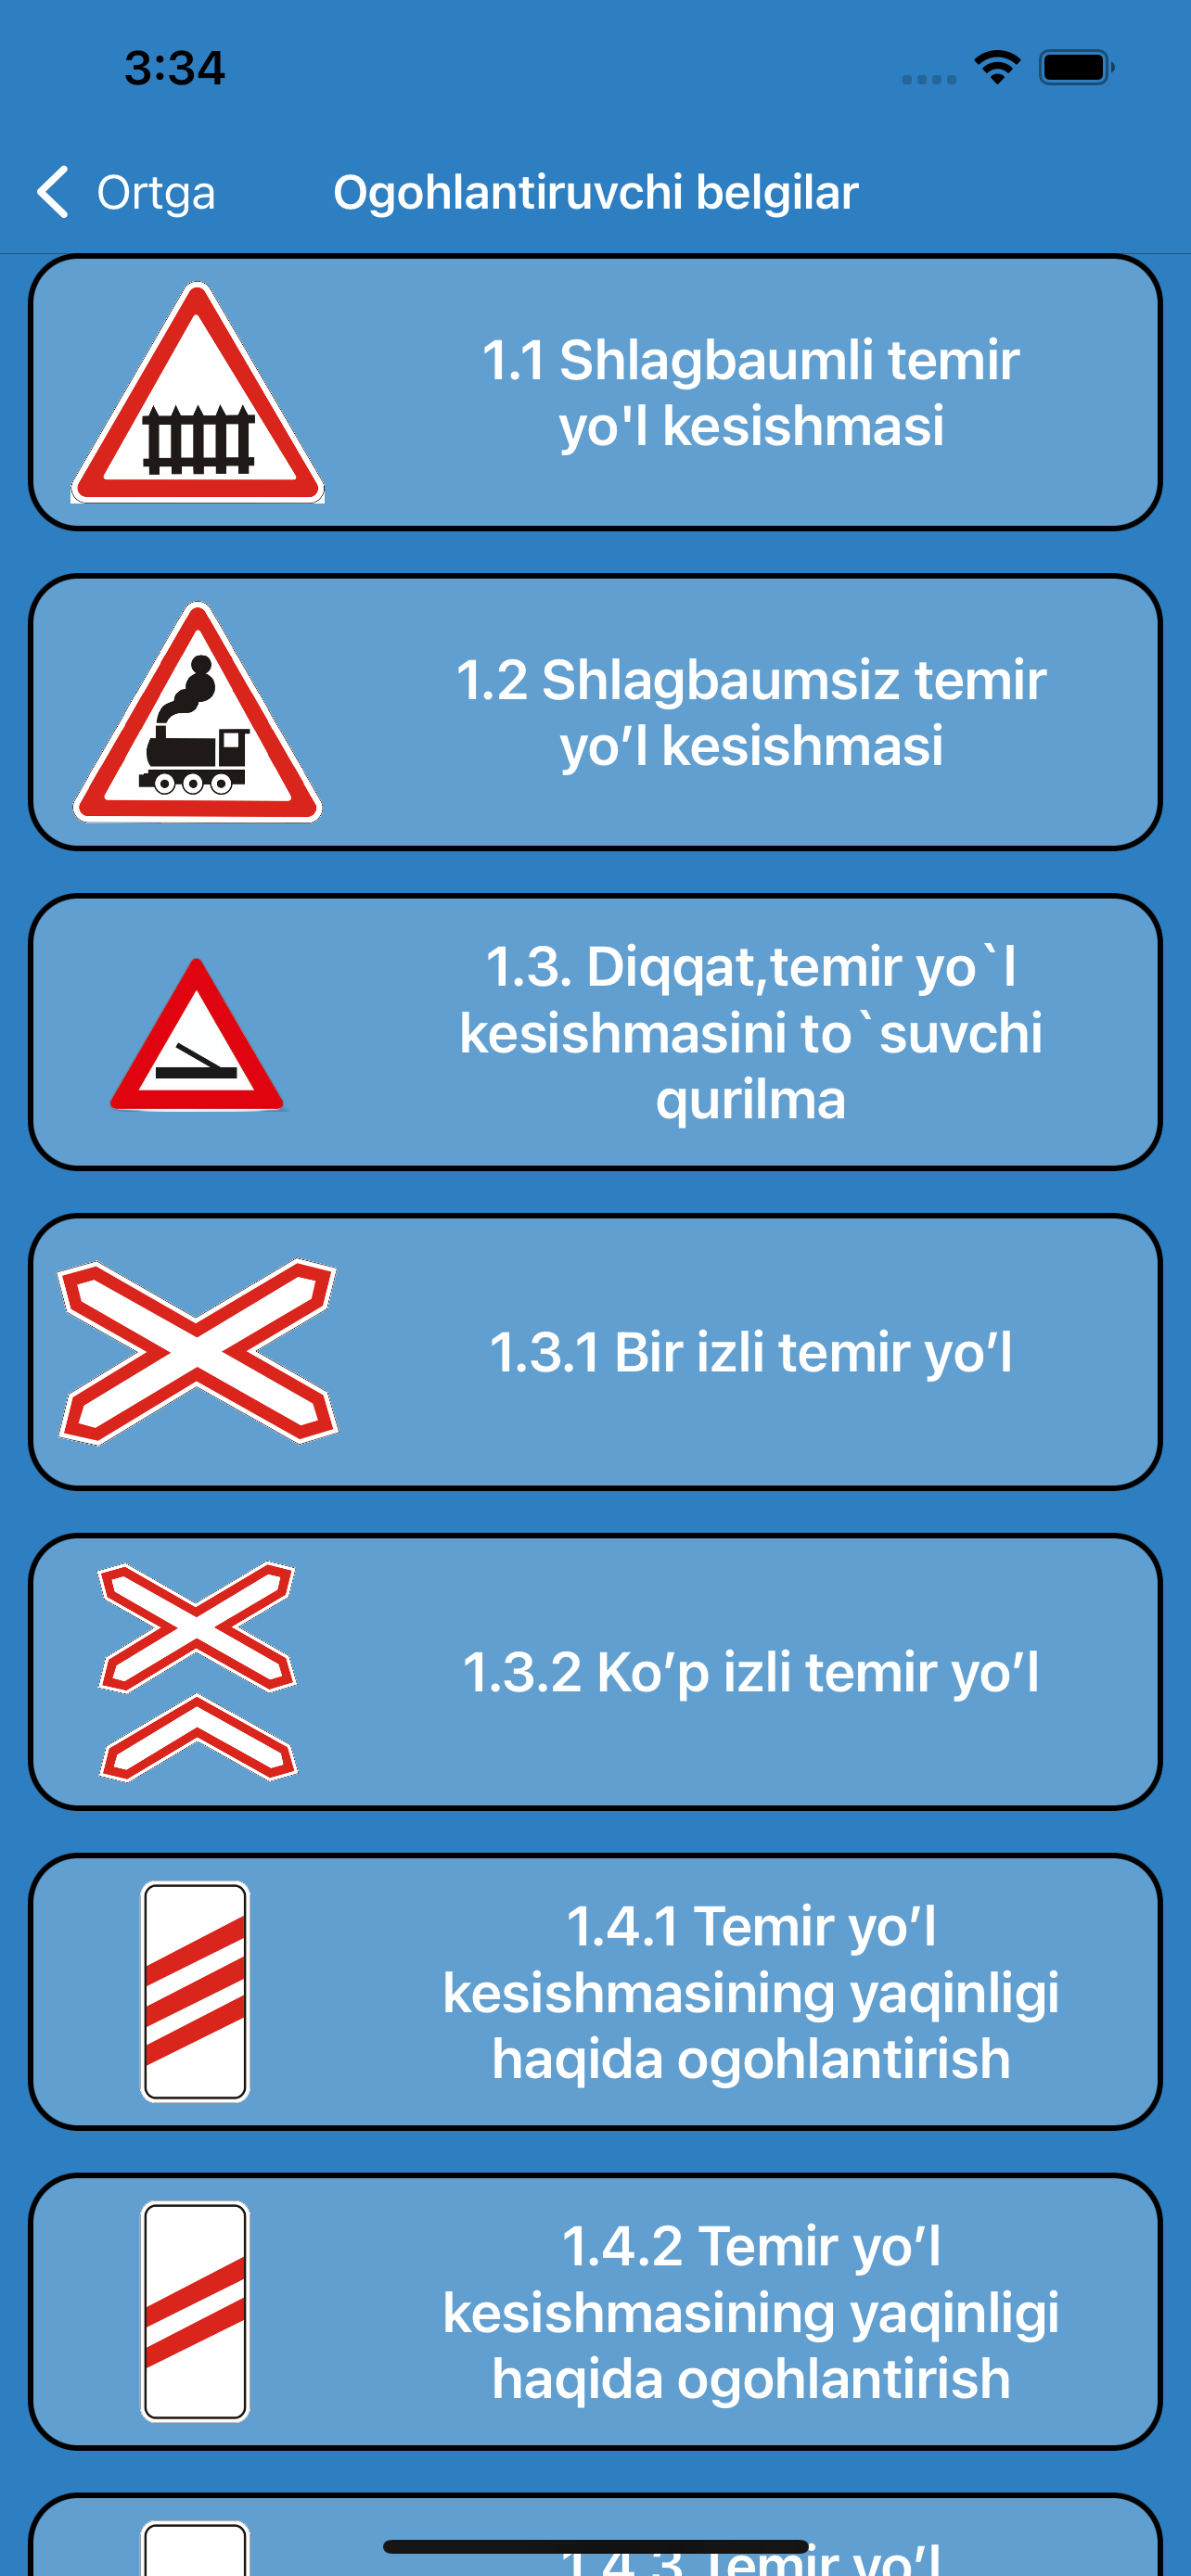 3:34
Ortga
Ogohlantiruvchi belgilar
1.1 Shlagbaumli temir
yo'l kesishmasi
1.2 Shlagbaumsiz temir
yo’l kesishmasi
1.3. Diqqat,temir yo`l
kesishmasini to`suvchi
qurilma
1.3.1 Bir izli temir yo’l
1.3.2 Ko’p izli temir yo’l
1.4.1 Temir yo’l
kesishmasining yaqinligi
haqida ogohlantirish
1.4.2 Temir yo’l
kesishmasining yaqinligi
haqida ogohlantirish
1.4.3 Temir yo’l